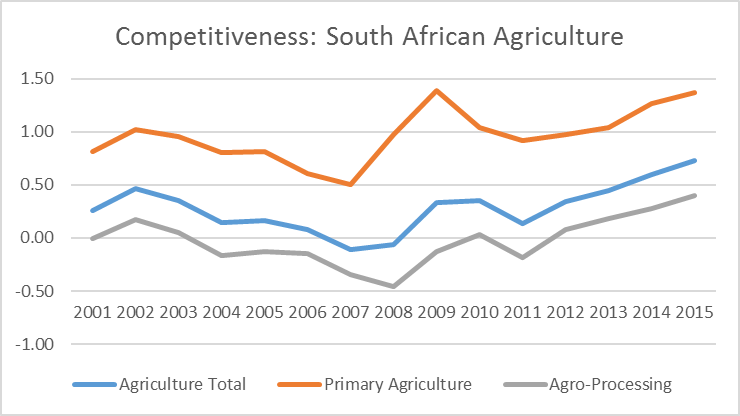 Competitiveness: South African Agriculture
1.50
1.00
0.50
0.00
-0.50
2001 2002 2003 2004 2005 2006 2007 2008 2009 2010 2011 2012 2013 2014 2015
-1.00
Agriculture Total Primary Agriculture Agro-Processing